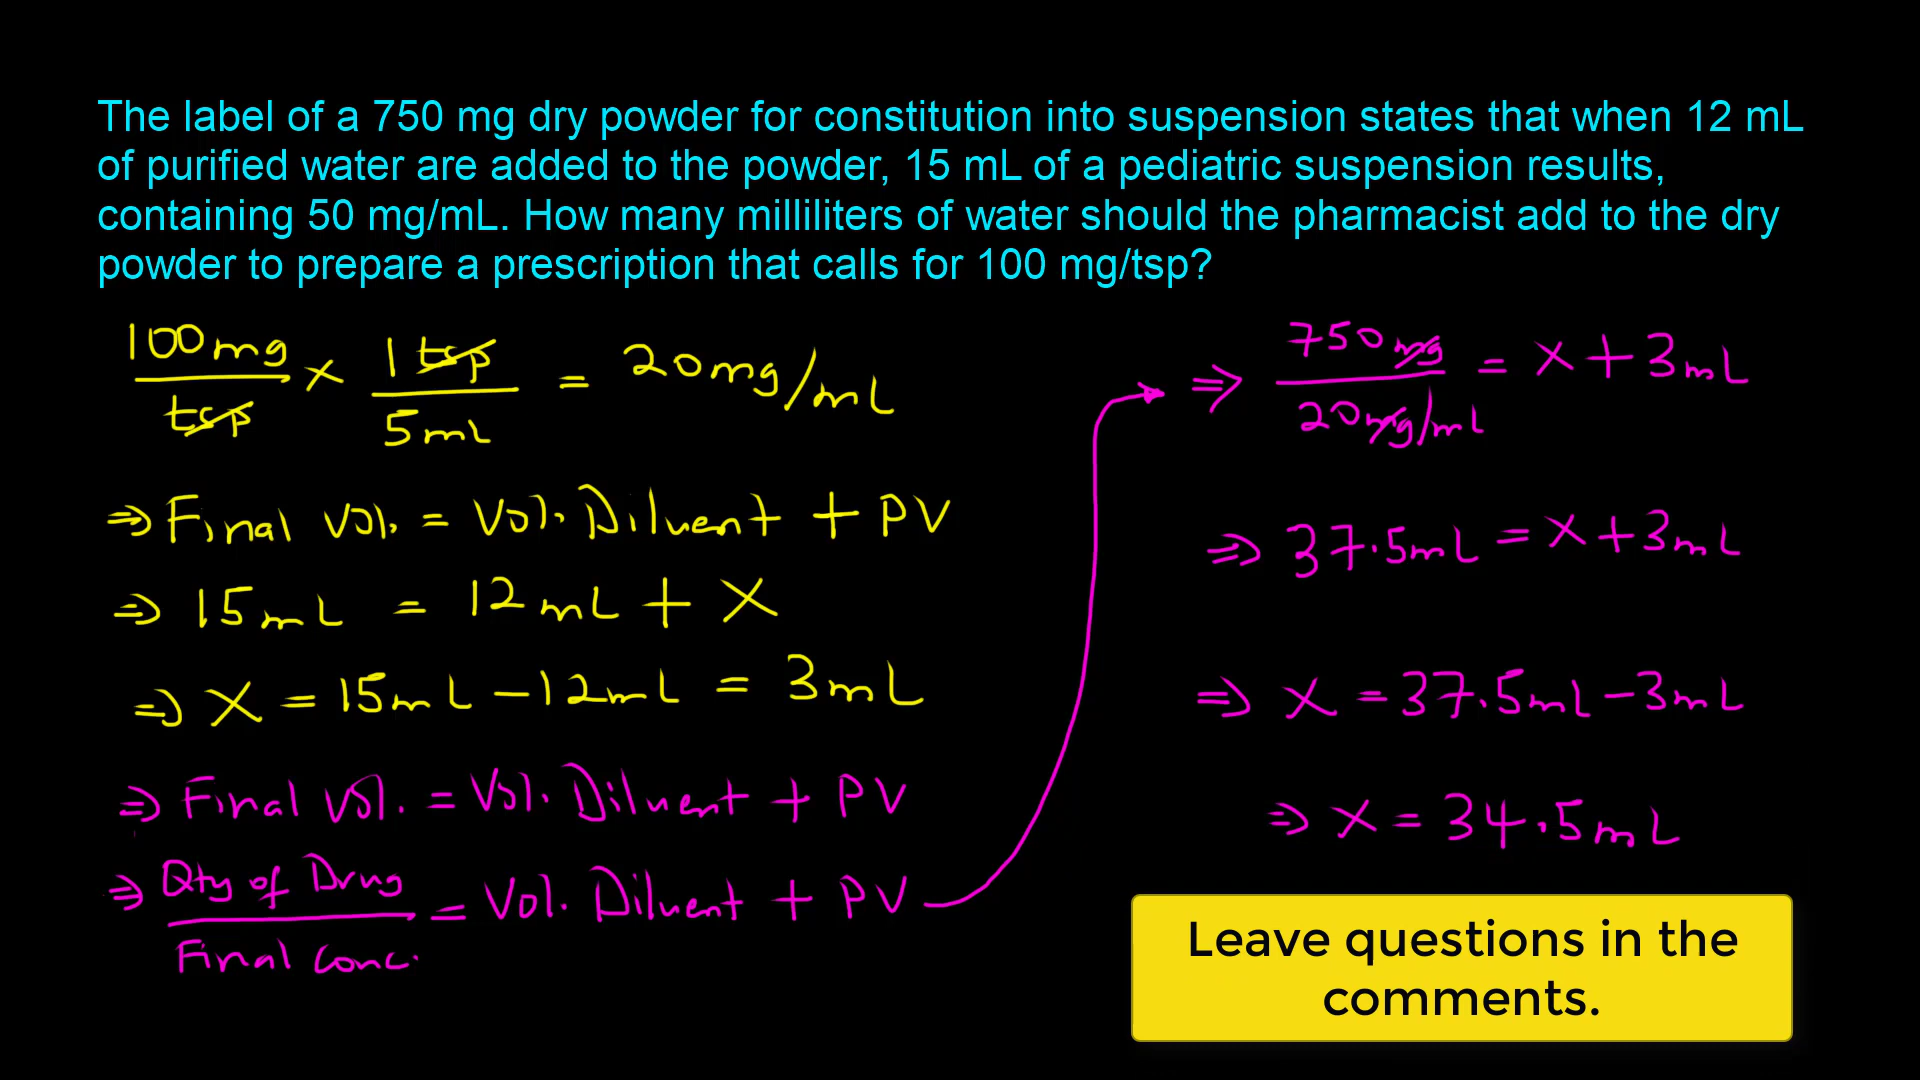 The label of a 750 mg dry powder for constitution into suspension states that when 12 mL
of purified water are added to the powder, 15 mL of a pediatric suspension results,
containing 50 mg/mL. How many milliliters of water should the pharmacist add to the dry
powder to prepare a prescription that calls for 100 mg/tsp?
100mg/tsp × 1 tsp/5mL = 20mg/mL
⇒ Final Vol. = Vol. Diluent + PV
⇒ 15mL = 12mL + X
⇒ X = 15mL - 12mL = 3mL
⇒ Final Vol. = Vol. Diluent + PV
⇒ Qty of Drug/Final Conc. = Vol. Diluent + PV
⇒ 750mg/20mg/mL = X + 3mL
⇒ 37.5mL = X + 3mL
⇒ X = 37.5mL - 3mL
⇒ X = 34.5mL
Leave questions in the
comments.